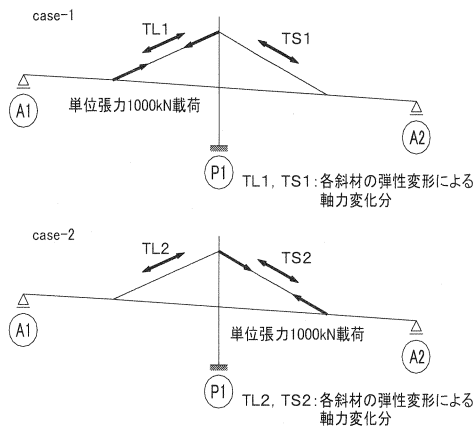 case-1
TL1
TS1
単位張力1000kN載荷
A1
A2
P1
TL1, TS1:各斜材の弾性変形による
軸力変化分
case-2
TL2
TS2
A1
単位張力1000kN載荷
A2
P1
TL2, TS2:各斜材の弾性変形による
軸力変化分